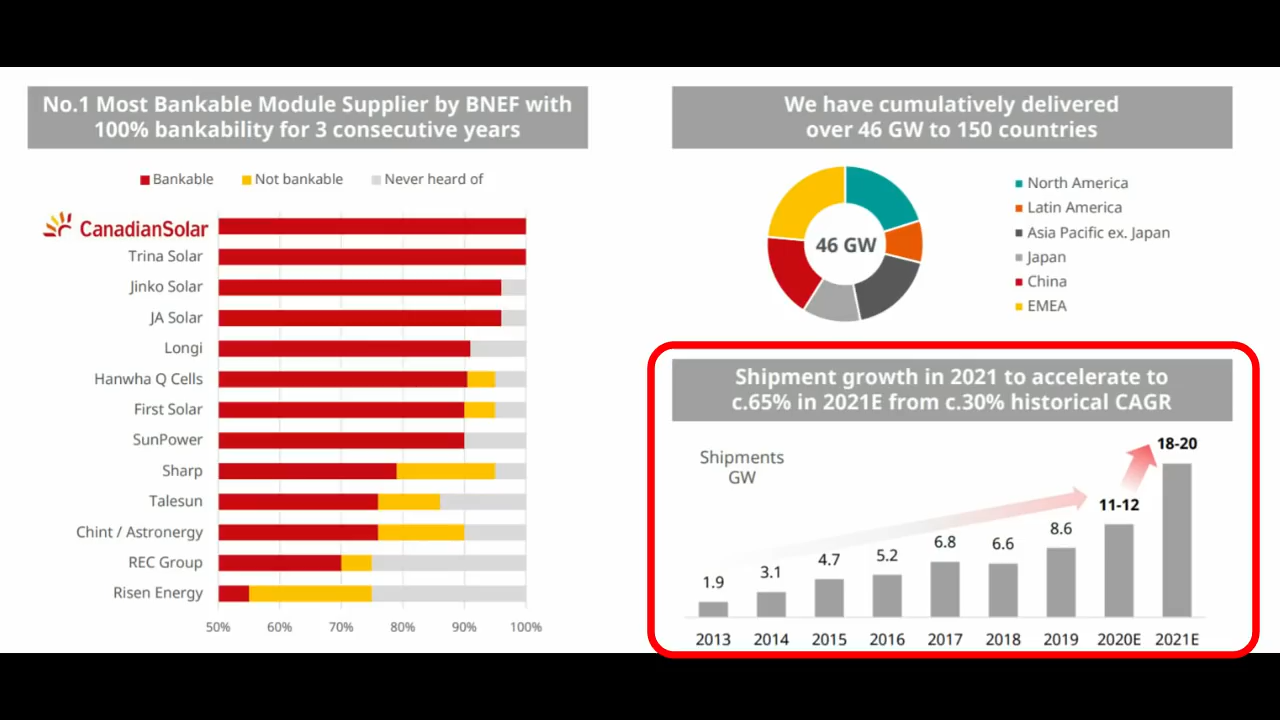 No.1 Most Bankable Module Supplier by BNEF with
100% bankability for 3 consecutive years
Bankable
Not bankable
Never heard of
CanadianSolar
Trina Solar
Jinko Solar
JA Solar
Longi
Hanwha Q Cells
First Solar
SunPower
Sharp
Talesun
Chint / Astronergy
REC Group
Risen Energy
50% 60% 70% 80% 90% 100%
We have cumulatively delivered
over 46 GW to 150 countries
46 GW
North America
Latin America
Asia Pacific ex. Japan
Japan
China
EMEA
Shipment growth in 2021 to accelerate to
c.65% in 2021E from c.30% historical CAGR
Shipments
GW
1.9 3.1 4.7 5.2 6.8 6.6 8.6 11-12 18-20
2013 2014 2015 2016 2017 2018 2019 2020E 2021E